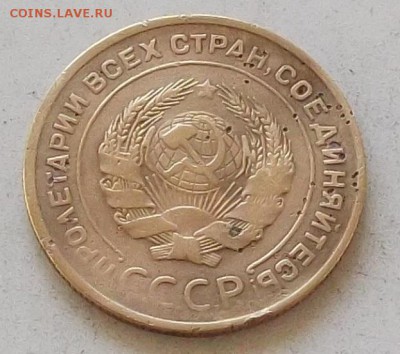 COINS.LAVE.RU
ПРОЛЕТАРИИ ВСЕХ СТРАН, СОЕДИНЯЙТЕСЬ!
СССР